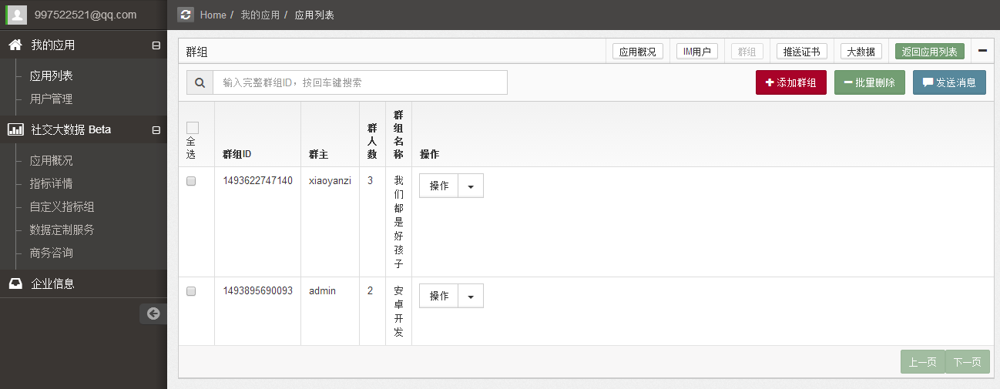 997522521@qq.com
Home / 我的应用 / 应用列表
我的应用
应用列表
用户管理
社交大数据 Beta
应用概况
指标详情
自定义指标组
数据定制服务
商务咨询
企业信息
群组
应用概况
IM用户
群组
推送证书
大数据
返回应用列表
输入完整群组ID，按回车键搜索
添加群组
批量删除
发送消息
全
选
群组ID
群主
群
人
数
群
组
名
称
操作
1493622747140
xiaoyanzi
3
我
们
都
是
好
孩
子
操作
1493895690093
admin
2
安
卓
开
发
操作
上一页
下一页